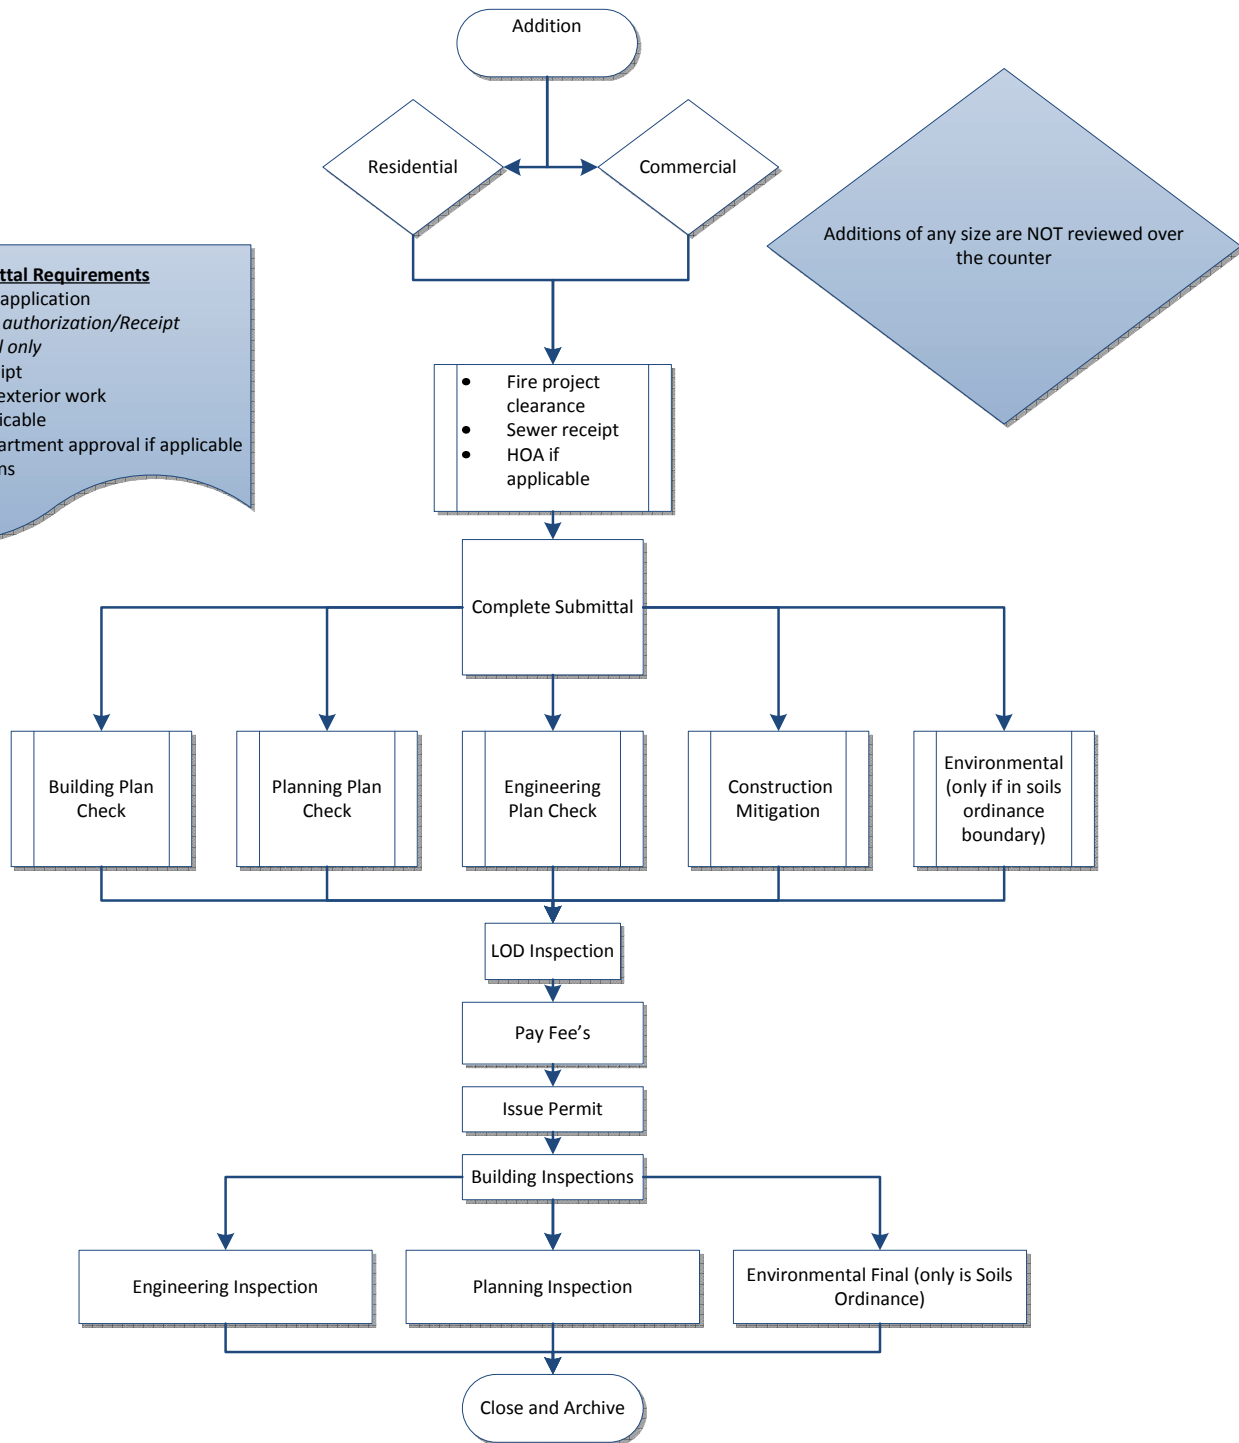 Addition
Residential
Commercial
Additions of any size are NOT reviewed over
the counter
ttal Requirements
application
authorization/Receipt
l only
ipt
exterior work
icable
artment approval if applicable
ns
• Fire project
clearance
• Sewer receipt
• HOA if
applicable
Complete Submittal
Building Plan
Check
Planning Plan
Check
Engineering
Plan Check
Construction
Mitigation
Environmental
(only if in soils
ordinance
boundary)
LOD Inspection
Pay Fee’s
Issue Permit
Building Inspections
Engineering Inspection
Planning Inspection
Environmental Final (only is Soils
Ordinance)
Close and Archive